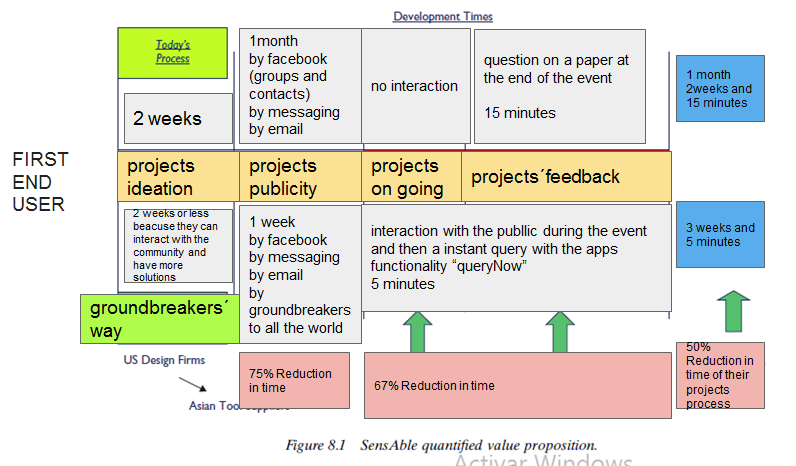 Development Times
Today's
Process
2 weeks
1month
by facebook
(groups and
contacts)
by messaging
by email
no interaction
question on a paper at
the end of the event
15 minutes
1 month
2weeks and
15 minutes
FIRST
END
USER
projects
ideation
projects
publicity
projects
on going
projects´feedback
2 weeks or less
beacuse they can
interact with the
community and
have more
solutions
1 week
by facebook
by messaging
by email
by
groundbreakers
to all the world
interaction with the publlic during the event
and then a instant query with the apps
functionality “queryNow”
5 minutes
3 weeks and
5 minutes
groundbreakers´
way
US Design Firms
Asian Too
75% Reduction
in time
67% Reduction in time
50%
Reduction in
time of their
projects
process
Figure 8.1 SensAble quantified value proposition.
Activar Windows